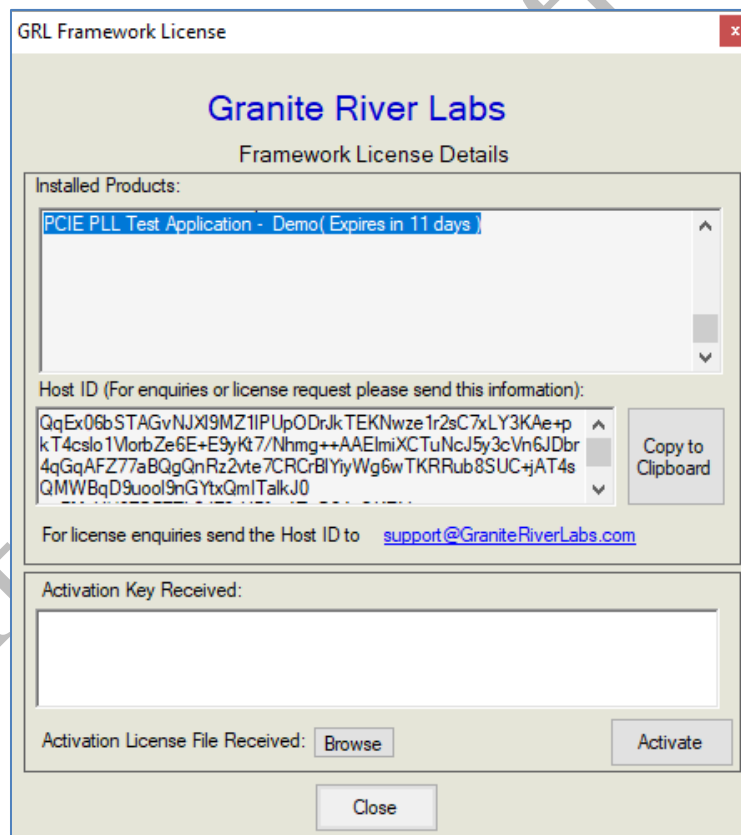 GRL Framework License
x
Granite River Labs
Framework License Details
Installed Products:
PCIE PLL Test Application - Demo( Expires in 11 days )
Host ID (For enquiries or license request please send this information):
QqEx06bSTAGvNJXI9MZ1IPUpODrJkTEKNwze1r2sC7xLY3KAe+p
kT4cslo1VlorbZe6E+E9yKt7/Nhmg++AAElmiXCTuNcJ5y3cVn6JDbr
4qGqAFZ77aBQgQnRz2vte7CRCrBlYiyWg6wTKRRub8SUC+jAT4s
QMWBqD9uool9nGYtxQmITalkJ0
Copy to
Clipboard
For license enquiries send the Host ID to support@GraniteRiverLabs.com
Activation Key Received:
Activation License File Received: Browse
Activate
Close